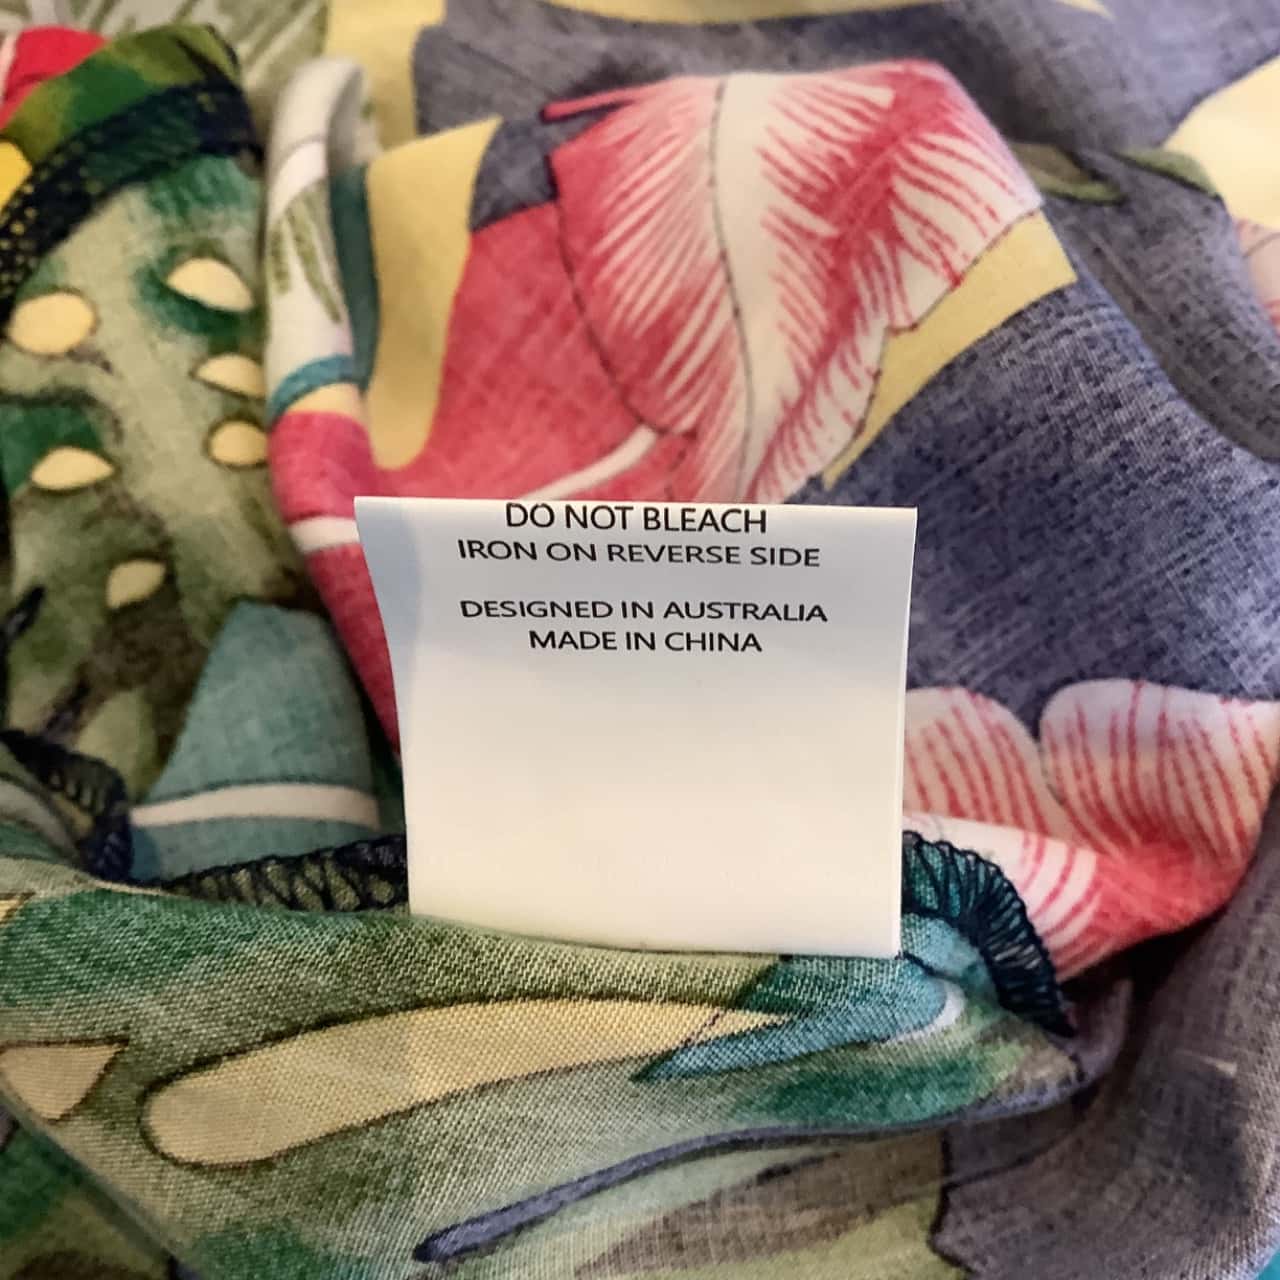 DO NOT BLEACH
IRON ON REVERSE SIDE
DESIGNED IN AUSTRALIA
MADE IN CHINA